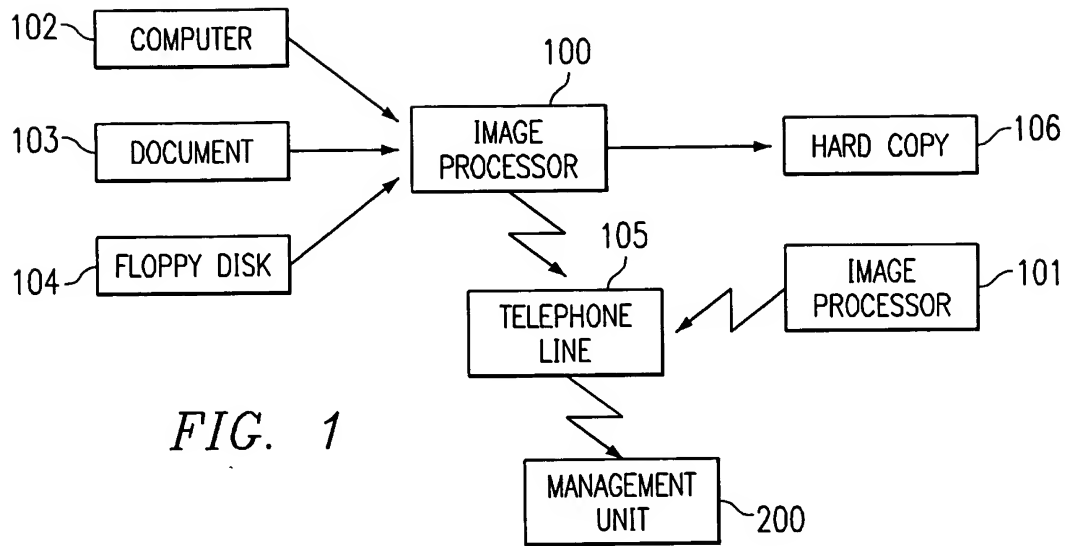 102
COMPUTER
100
103
DOCUMENT
IMAGE
PROCESSOR
HARD COPY
106
104
FLOPPY DISK
105
TELEPHONE
LINE
IMAGE
PROCESSOR
101
FIG. 1
MANAGEMENT
UNIT
200